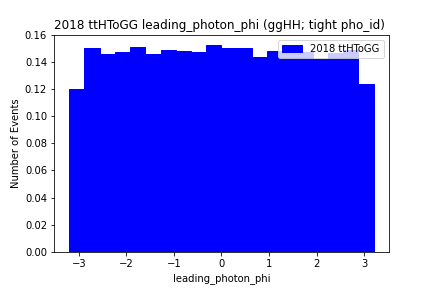 2018 ttHToGG leading_photon_phi (ggHH; tight pho_id)
0.16
0.14
0.12
0.10
0.08
0.06
0.04
0.02
0.00
Number of Events
2018 ttHToGG
−3 −2 −1 0 1 2 3
leading_photon_phi